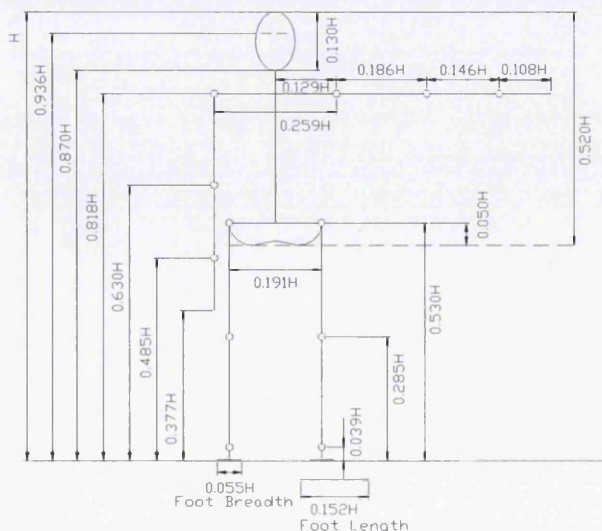 H
0.936H
0.870H
0.818H
0.630H
0.485H
0.377H
0.130H
0.186H
0.146H
0.108H
0.129H
0.259H
0.520H
0.050H
0.191H
0.530H
0.285H
0.039H
0.055H
Foot Breadth
0.152H
Foot Length